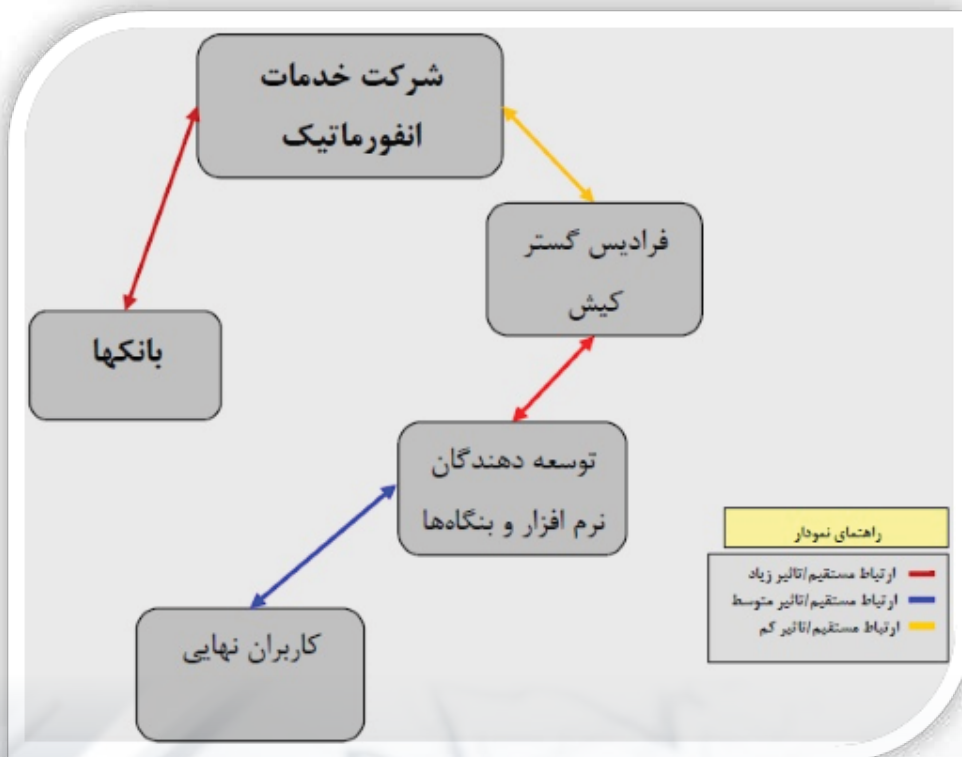 شرکت خدمات
انفورماتیک
فرادیس گستر
کیش
بانکها
توسعه دهندگان
نرم افزار و بنگاه‌ها
کاربران نهایی
راهنمای نمودار
ارتباط مستقیم/تاثیر زیاد
ارتباط مستقیم/تاثیر متوسط
ارتباط مستقیم/تاثیر کم